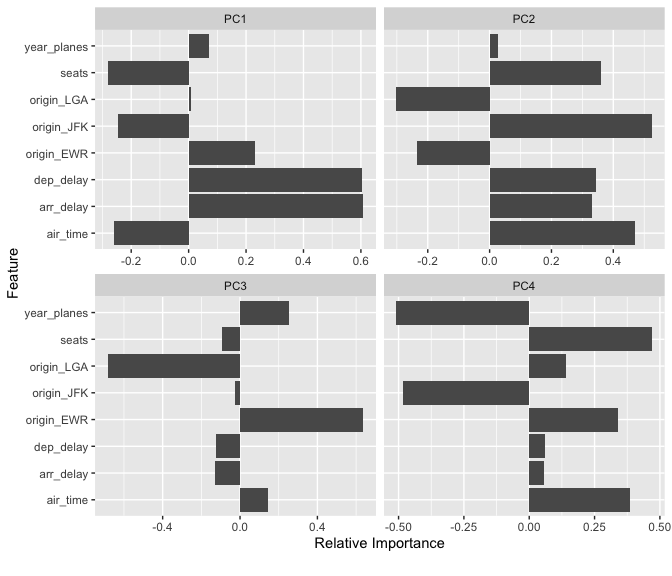 PC1
PC2
year_planes
seats
origin_LGA
origin_JFK
origin_EWR
dep_delay
arr_delay
air_time
-0.2 0.0 0.2 0.4 0.6
-0.2 0.0 0.2 0.4
Feature
PC3
PC4
year_planes
seats
origin_LGA
origin_JFK
origin_EWR
dep_delay
arr_delay
air_time
-0.4 0.0 0.4
-0.50 -0.25 0.00 0.25 0.50
Relative Importance